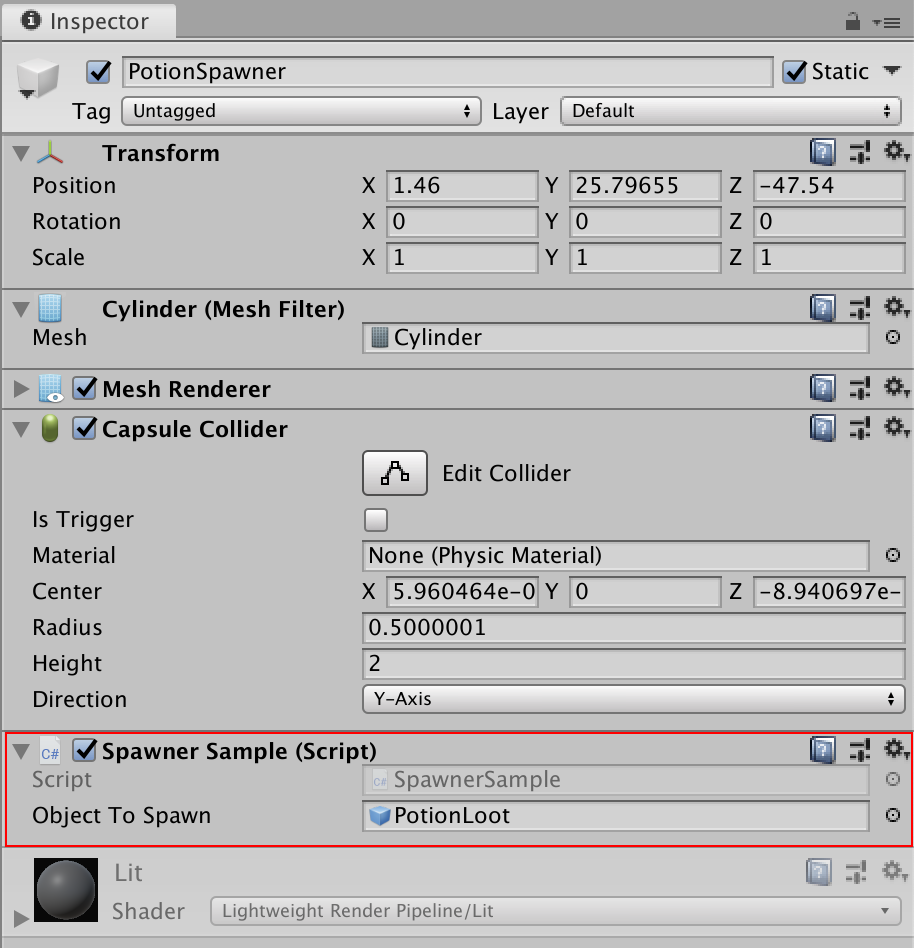 Inspector
PotionSpawner Static
Tag Untagged Layer Default
Transform
Position X 1.46 Y 25.79655 Z -47.54
Rotation X 0 Y 0 Z 0
Scale X 1 Y 1 Z 1
Cylinder (Mesh Filter)
Mesh Cylinder
Mesh Renderer
Capsule Collider
Edit Collider
Is Trigger
Material None (Physic Material)
Center X 5.960464e-0 Y 0 Z -8.940697e-
Radius 0.5000001
Height 2
Direction Y-Axis
C# Spawner Sample (Script)
Script C# SpawnerSample
Object To Spawn PotionLoot
Lit
Shader Lightweight Render Pipeline/Lit